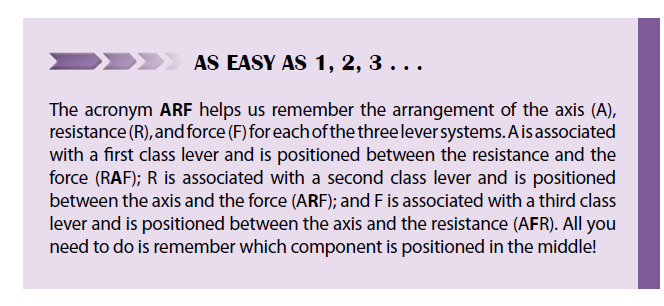 AS EASY AS 1, 2, 3 . . .
The acronym ARF helps us remember the arrangement of the axis (A),
resistance (R), and force (F) for each of the three lever systems. A is associated
with a first class lever and is positioned between the resistance and the
force (RAF); R is associated with a second class lever and is positioned
between the axis and the force (ARF); and F is associated with a third class
lever and is positioned between the axis and the resistance (AFR). All you
need to do is remember which component is positioned in the middle!